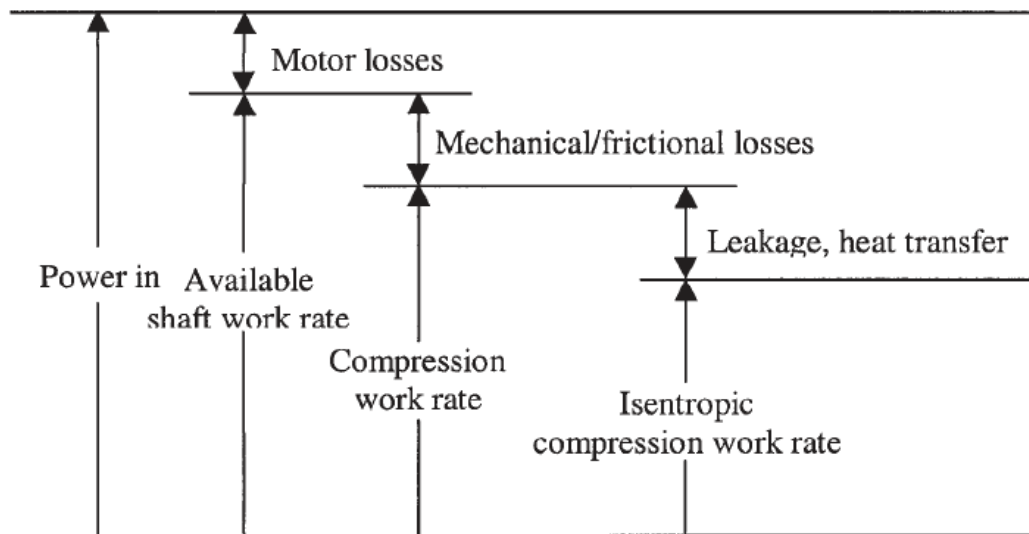 Motor losses
Mechanical/frictional losses
Leakage, heat transfer
Power in
Available
shaft work rate
Compression
work rate
Isentropic
compression work rate